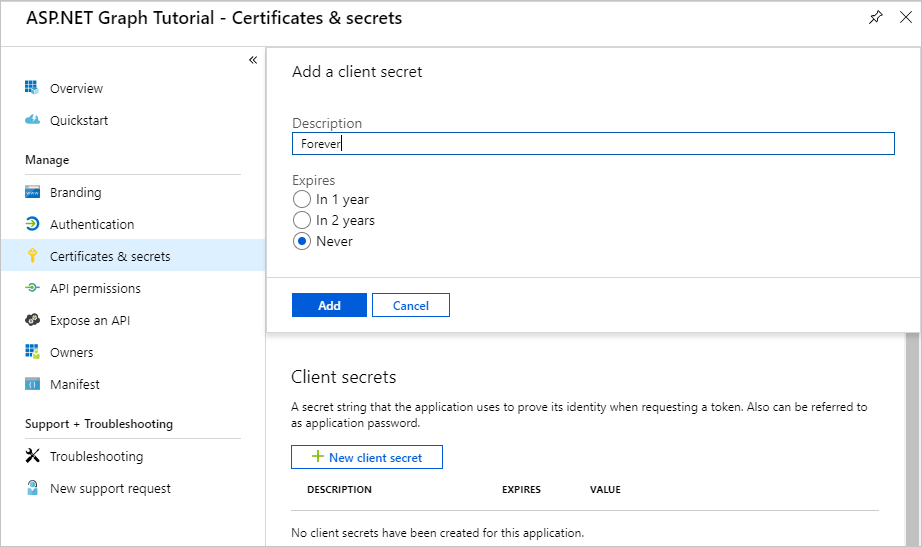 ASP.NET Graph Tutorial - Certificates & secrets
«
Overview
Quickstart
Manage
Branding
Authentication
Certificates & secrets
API permissions
Expose an API
Owners
Manifest
Support + Troubleshooting
Troubleshooting
New support request
Add a client secret
Description
Forever
Expires
In 1 year
In 2 years
Never
Add
Cancel
Client secrets
A secret string that the application uses to prove its identity when requesting a token. Also can be referred to
as application password.
New client secret
DESCRIPTION EXPIRES VALUE
No client secrets have been created for this application.